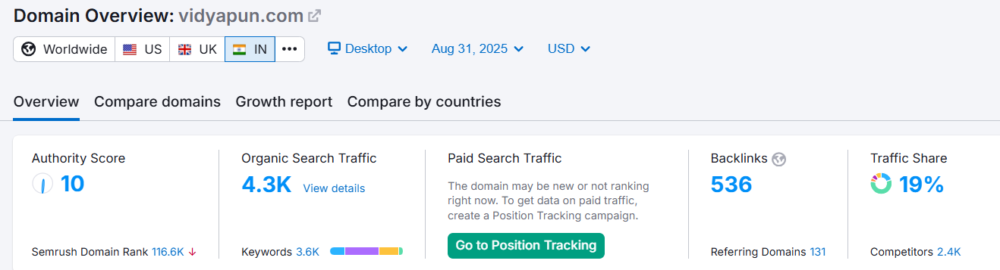 Domain Overview: vidyapun.com
Worldwide US UK IN •••
Desktop Aug 31, 2025 USD
Overview Compare domains Growth report Compare by countries
Authority Score
10
Semrush Domain Rank 116.6K ↓
Organic Search Traffic
4.3K View details
Keywords 3.6K
Paid Search Traffic
The domain may be new or not ranking
right now. To get data on paid traffic,
create a Position Tracking campaign.
Go to Position Tracking
Backlinks
536
Referring Domains 131
Traffic Share
19%
Competitors 2.4K